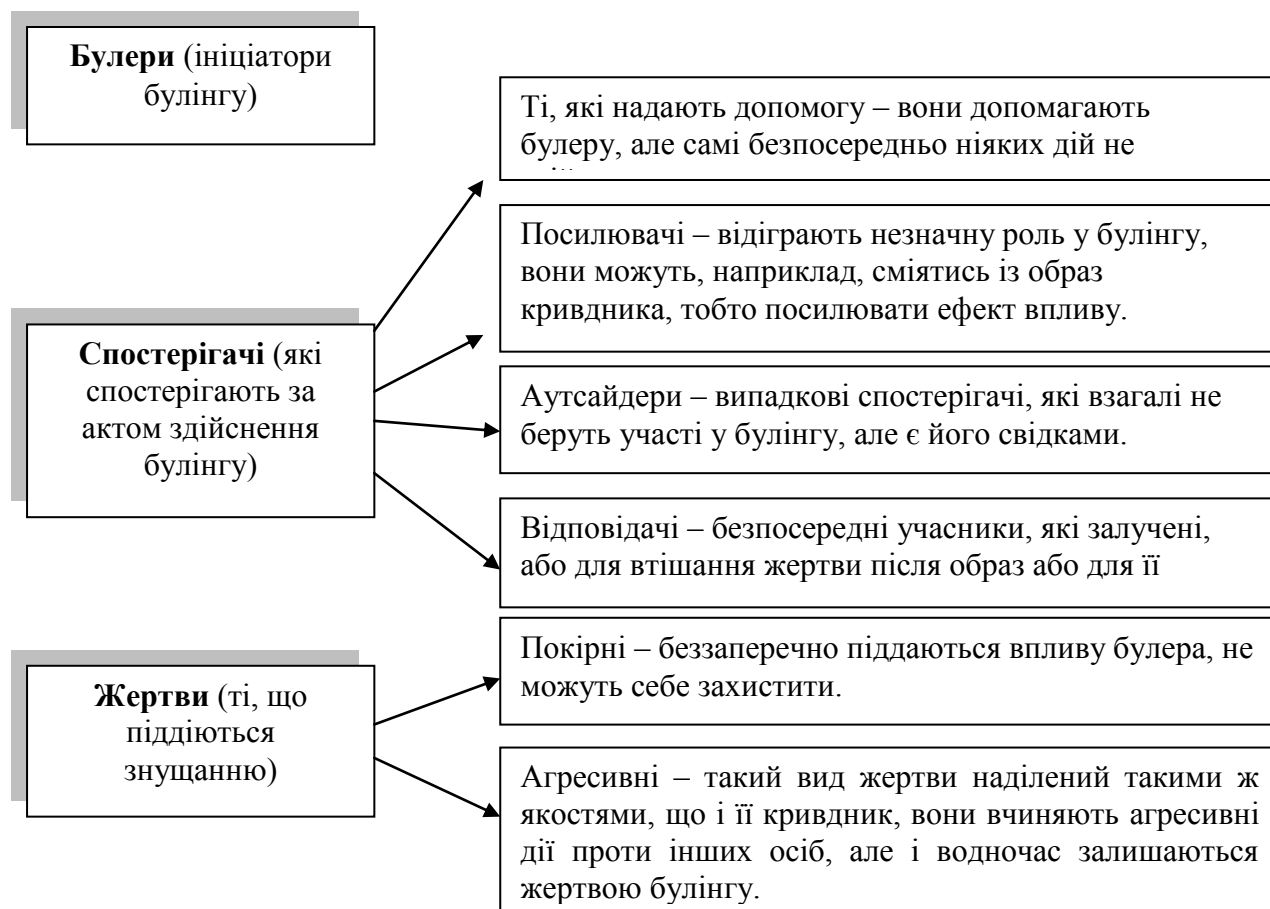 Булери (ініціатори
булінгу)
Ті, які надають допомогу – вони допомагають
булеру, але самі безпосередньо ніяких дій не
Посилювачі – відіграють незначну роль у булінгу,
вони можуть, наприклад, сміятись із образ
кривдника, тобто посилювати ефект впливу.
Спостерігачі (які
спостерігають за
актом здійснення
булінгу)
Аутсайдери – випадкові спостерігачі, які взагалі не
беруть участі у булінгу, але є його свідками.
Відповідачі – безпосередні учасники, які залучені,
або для втішання жертви після образ або для її
Жертви (ті, що
піддіються
знущанню)
Покірні – беззаперечно піддаються впливу булера, не
можуть себе захистити.
Агресивні – такий вид жертви наділений такими ж
якостями, що і її кривдник, вони вчиняють агресивні
дії проти інших осіб, але і водночас залишаються
жертвою булінгу.